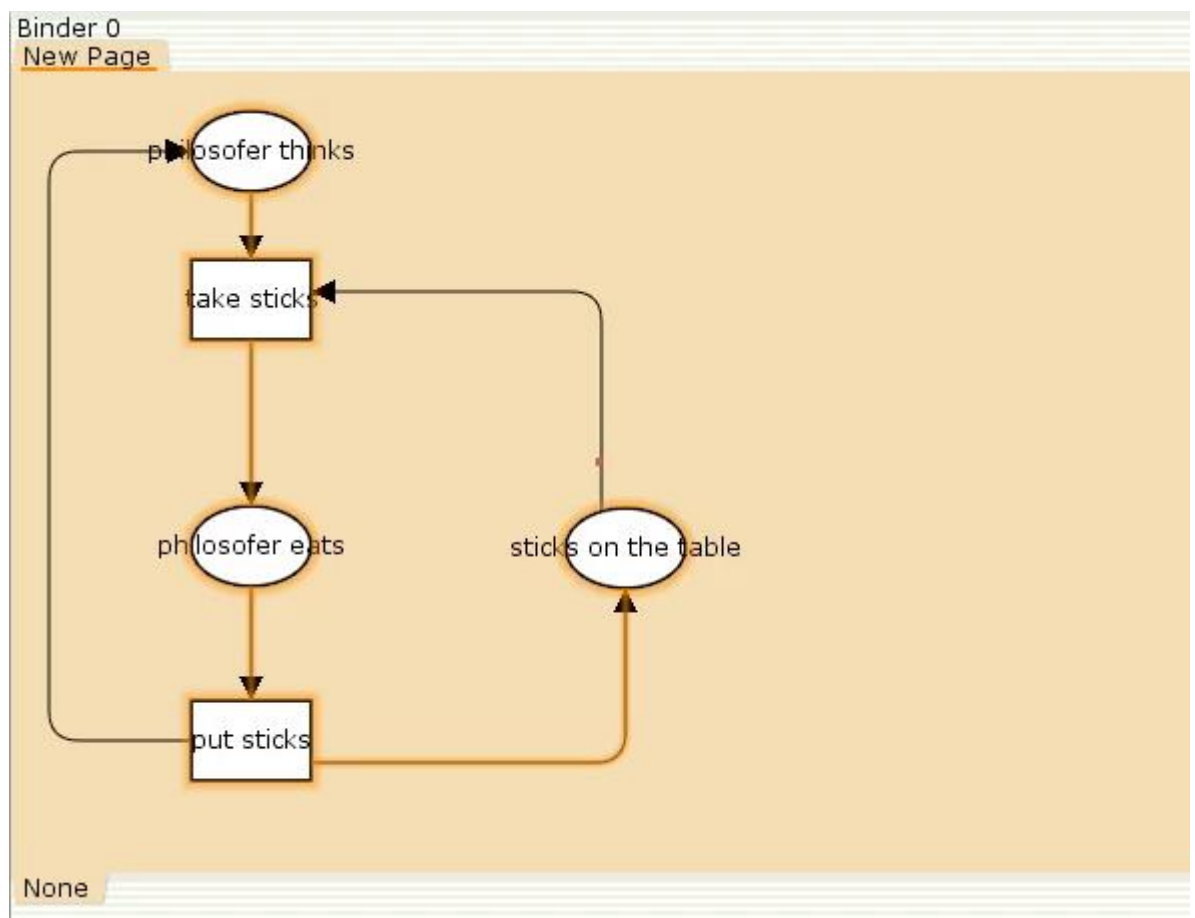 Binder 0
New Page
philosofer thinks
take sticks
philosofer eats
sticks on the table
put sticks
None